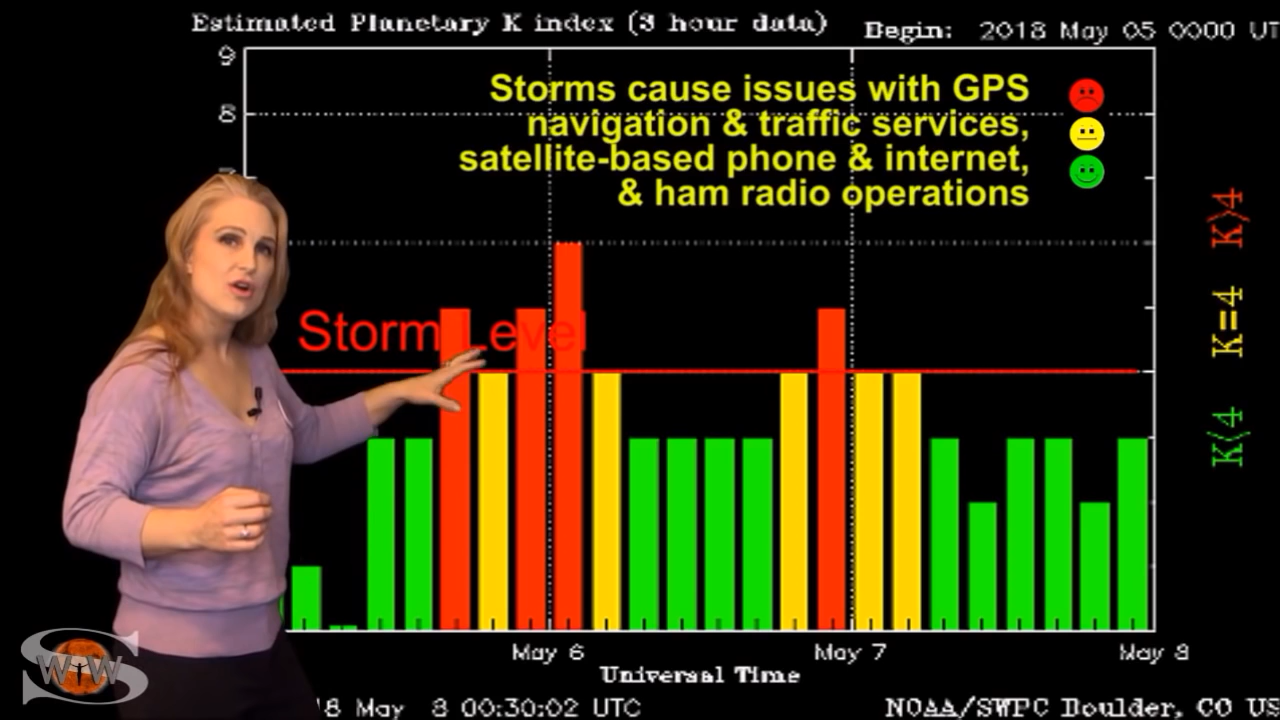 Estimated Planetary K index (3 hour data)
Begin: 2018 May 05 0000 UT
9
8
Storms cause issues with GPS
navigation & traffic services,
satellite-based phone & internet,
& ham radio operations
Storm Level
K>4
K=4
K<4
May 6
May 7
May 8
Universal Time
18 May 8 00:30:02 UTC
NOAA/SWPC Boulder, CO US
S
WTW